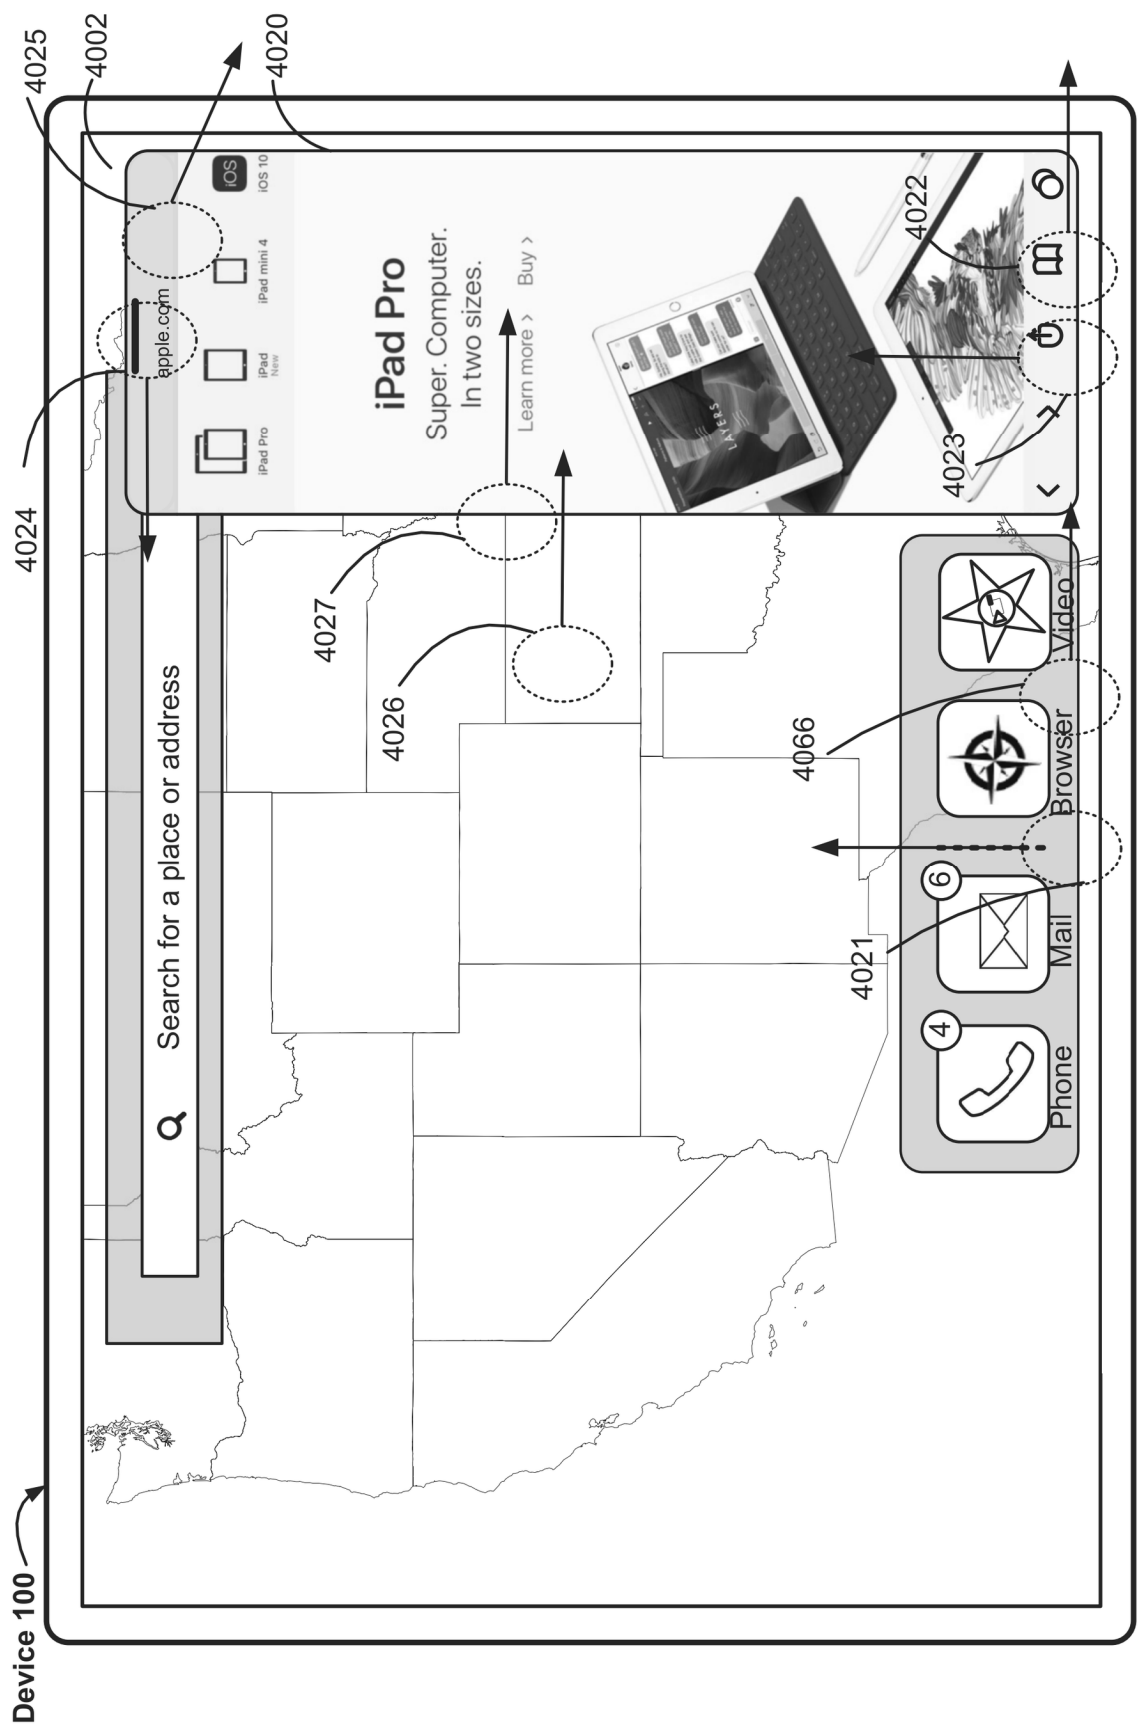 Device 100
4024
4025
4002
4020
Search for a place or address
apple.com
iPad Pro
iPad
New
iPad mini 4
iOS
iOS 10
iPad Pro
Super. Computer.
In two sizes.
Learn more > Buy >
LAYERS
4027
4026
4022
4023
4066
4021
4
6
Phone
Mail
Browser
Video